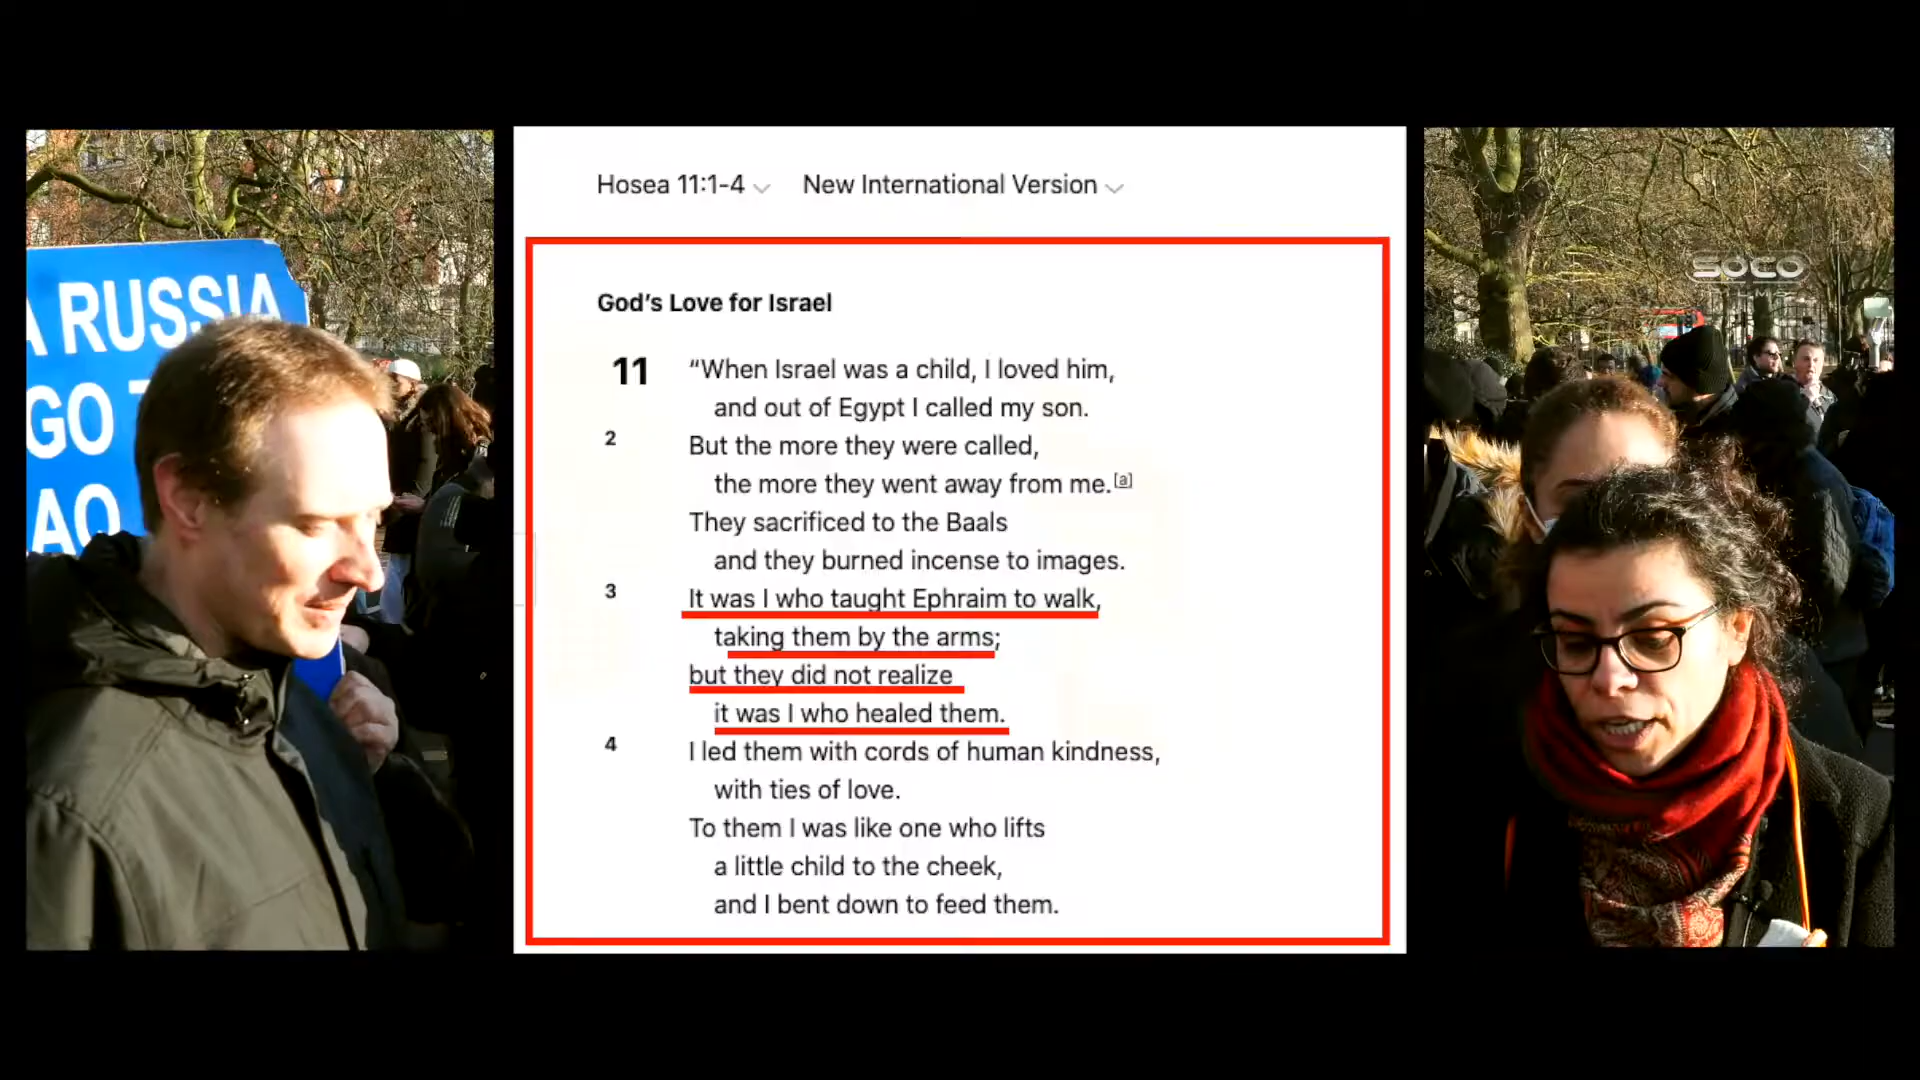 Hosea 11:1-4 New International Version
God's Love for Israel
11 "When Israel was a child, I loved him,
and out of Egypt I called my son.
2 But the more they were called,
the more they went away from me.[a]
They sacrificed to the Baals
and they burned incense to images.
3 It was I who taught Ephraim to walk,
taking them by the arms;
but they did not realize
it was I who healed them.
4 I led them with cords of human kindness,
with ties of love.
To them I was like one who lifts
a little child to the cheek,
and I bent down to feed them.
A RUSSIA
GO
AO
SOCO